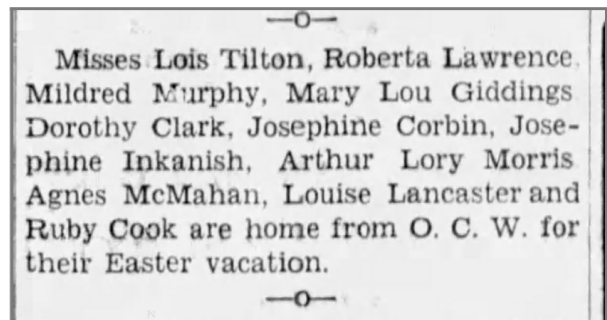 —o—
Misses Lois Tilton, Roberta Lawrence.
Mildred Murphy, Mary Lou Giddings
Dorothy Clark, Josephine Corbin, Jose-
phine Inkanish, Arthur Lory Morris
Agnes McMahan, Louise Lancaster and
Ruby Cook are home from O. C. W. for
their Easter vacation.
—o—